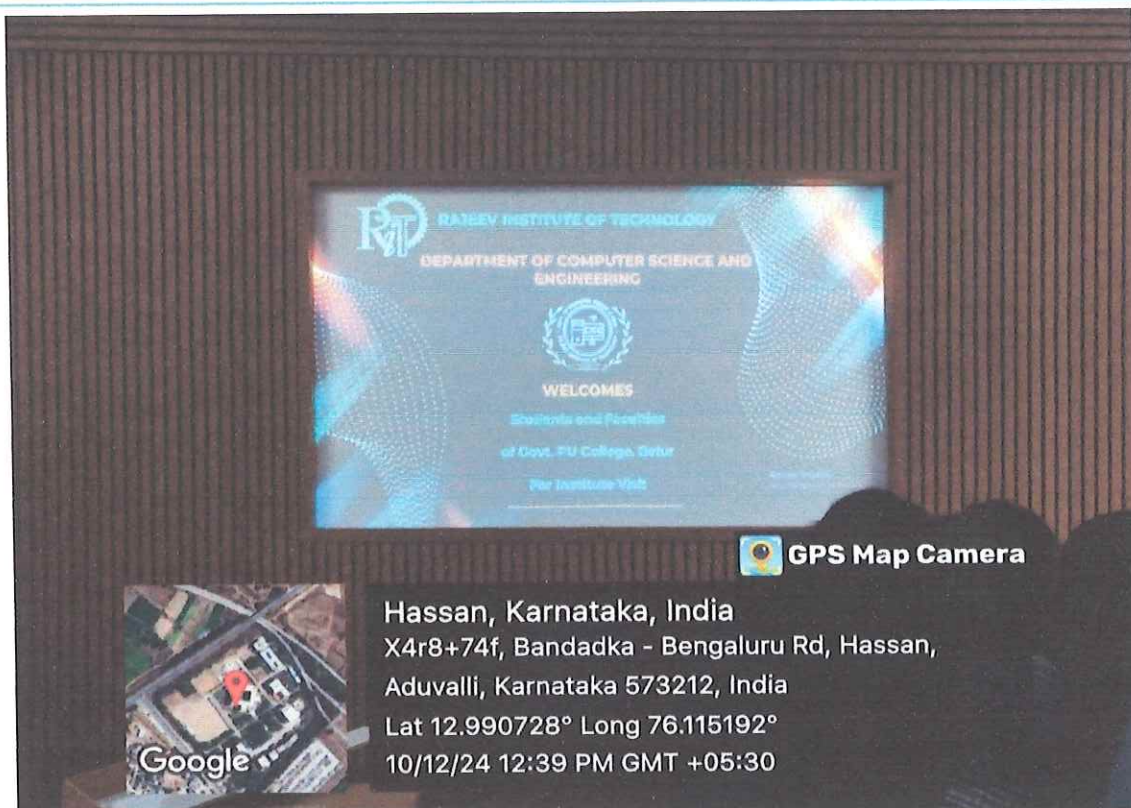 RiT
RAJEEV INSTITUTE OF TECHNOLOGY
DEPARTMENT OF COMPUTER SCIENCE AND
ENGINEERING
WELCOMES
Students and Faculties
of Govt. PU College,
For Institute Visit
GPS Map Camera
Hassan, Karnataka, India
X4r8+74f, Bandadka - Bengaluru Rd, Hassan,
Aduvalli, Karnataka 573212, India
Lat 12.990728° Long 76.115192°
10/12/24 12:39 PM GMT +05:30
Google